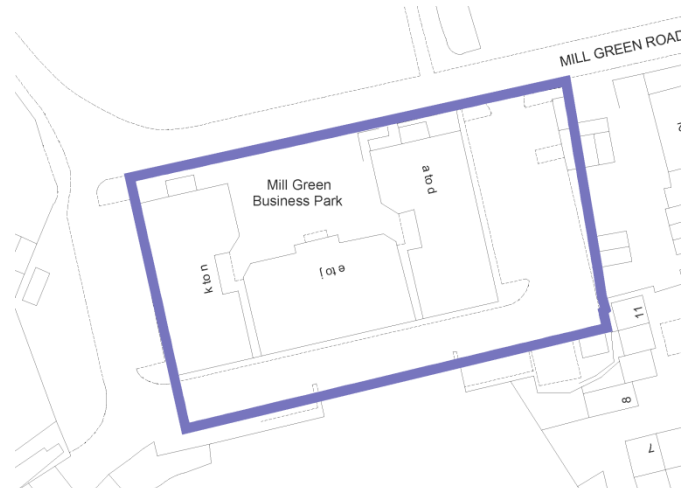 MILL GREEN ROAD
Mill Green
Business Park
a to d
k to n
e to j
11
8
7